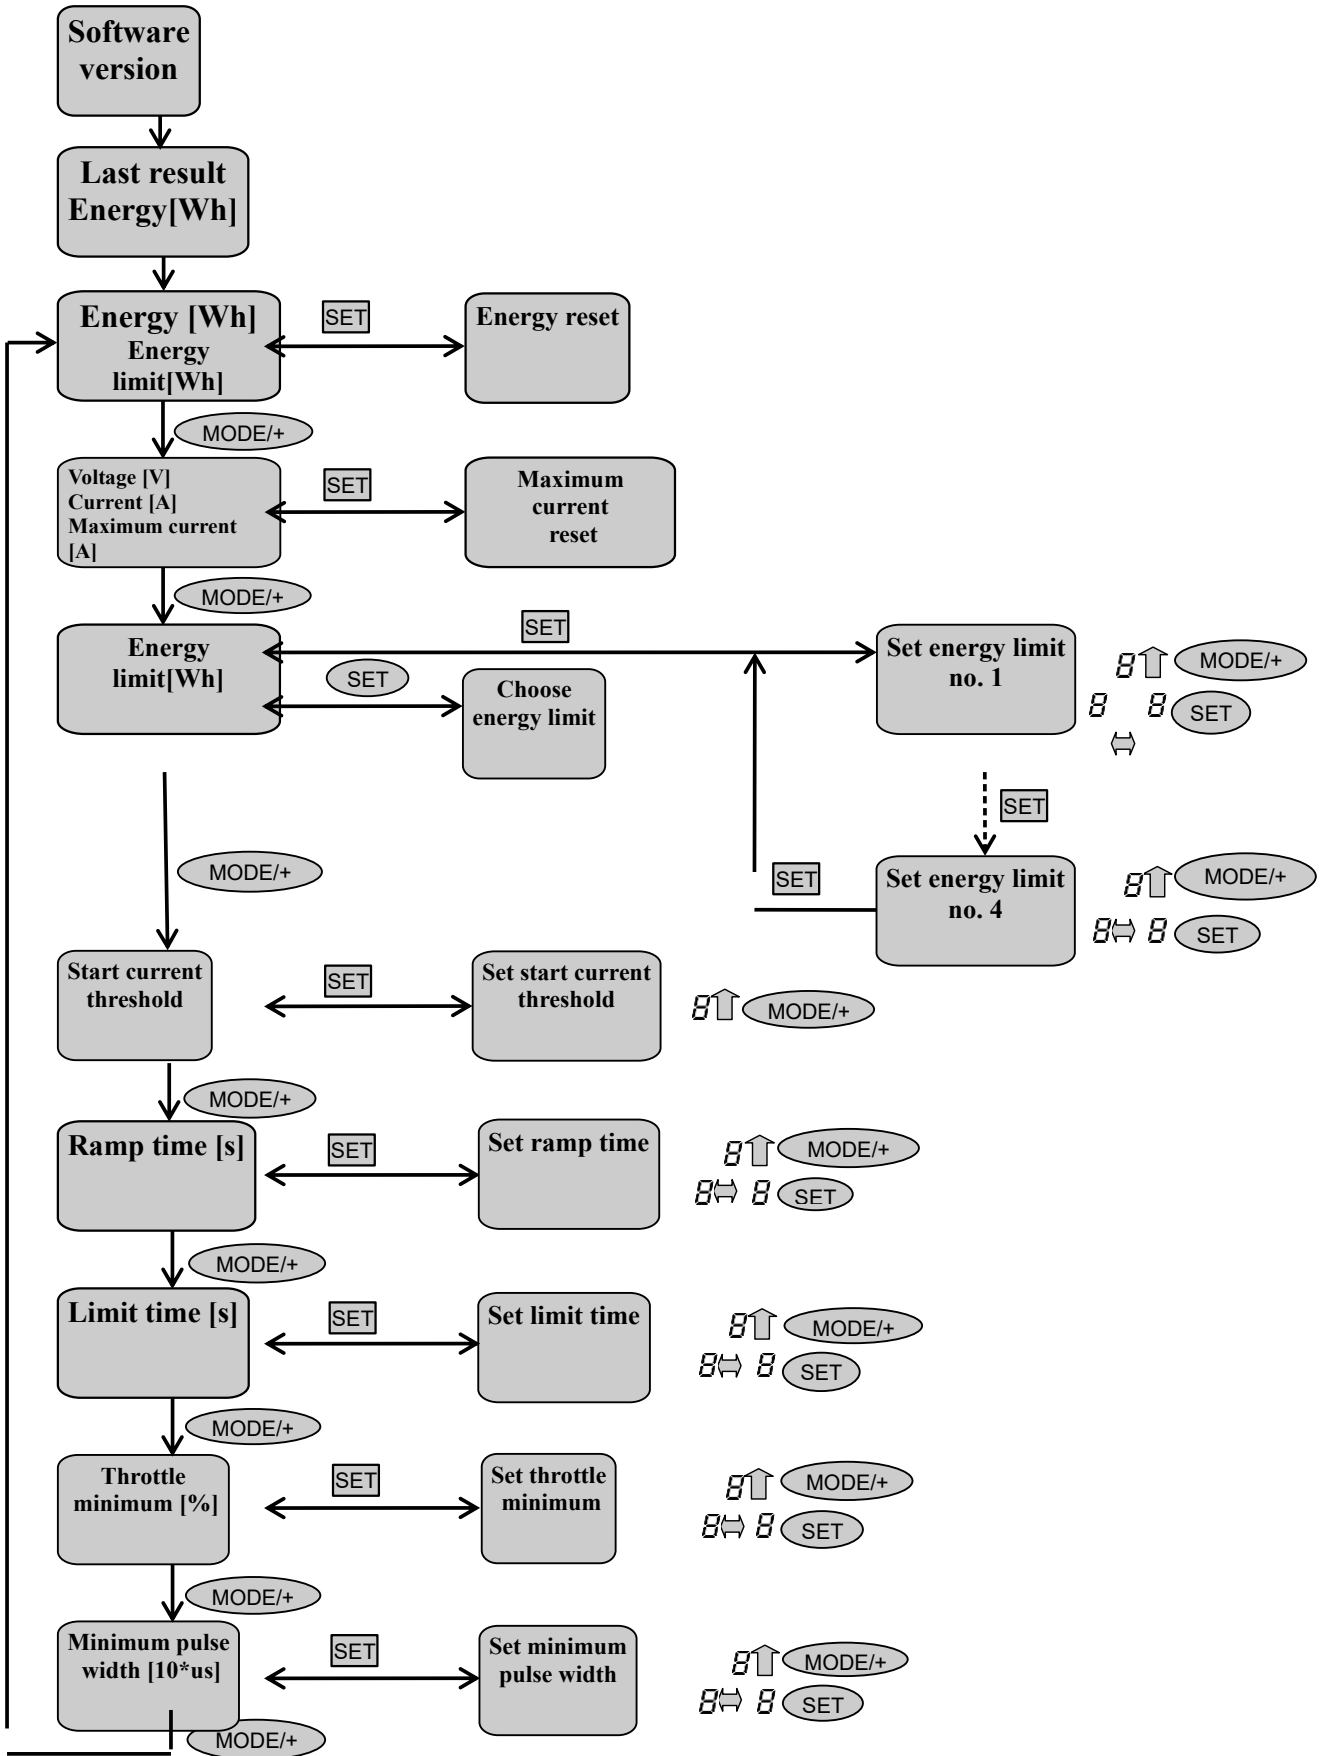 Software
version
Last result
Energy[Wh]
Energy [Wh]
Energy
limit[Wh]
SET
Energy reset
MODE/+
Voltage [V]
Current [A]
Maximum current
[A]
SET
Maximum
current
reset
MODE/+
Energy
limit[Wh]
SET
SET
Choose
energy limit
Set energy limit
no. 1
8 MODE/+
8 8 SET
SET
MODE/+
SET
Set energy limit
no. 4
8 MODE/+
8 8 SET
Start current
threshold
SET
Set start current
threshold
8 MODE/+
MODE/+
Ramp time [s]
SET
Set ramp time
8 MODE/+
8 8 SET
MODE/+
Limit time [s]
SET
Set limit time
8 MODE/+
8 8 SET
MODE/+
Throttle
minimum [%]
SET
Set throttle
minimum
8 MODE/+
8 8 SET
MODE/+
Minimum pulse
width [10*us]
SET
Set minimum
pulse width
8 MODE/+
8 8 SET
MODE/+